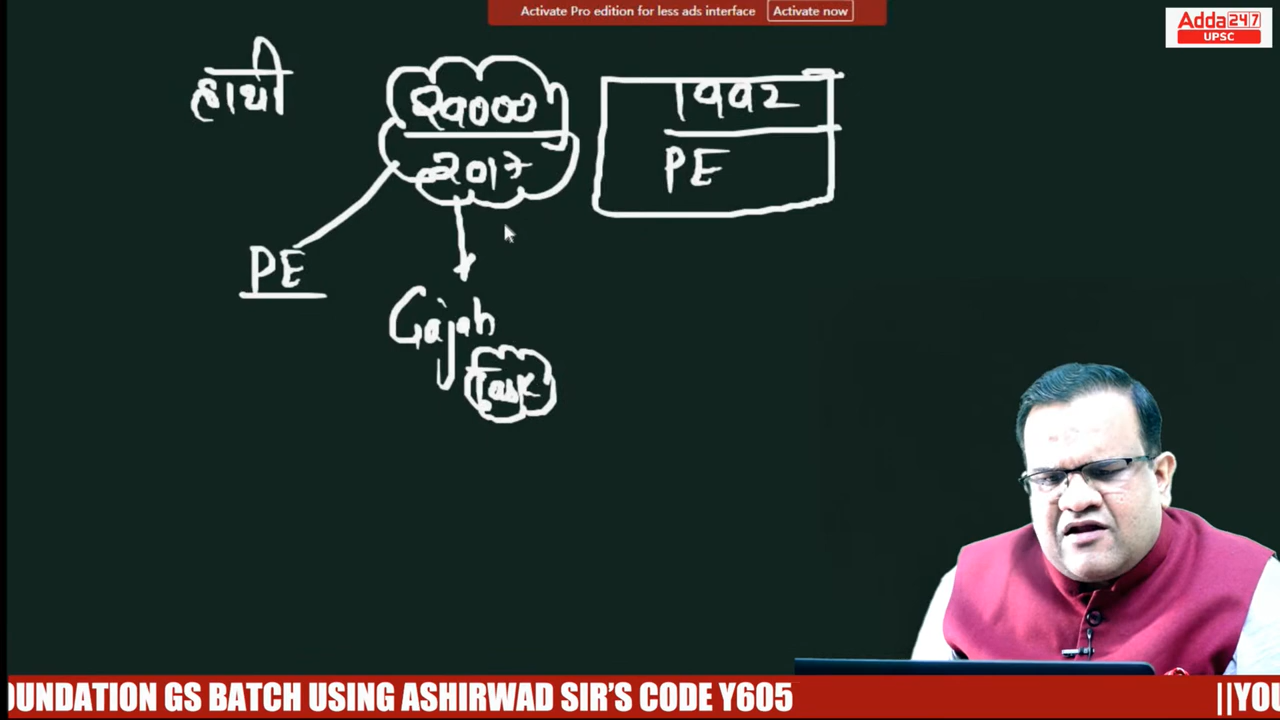 Activate Pro edition for less ads interface Activate now
Adda247
UPSC
हाथी
29000
2017
1992
PE
PE
Gajah
Task
OUNDATION GS BATCH USING ASHIRWAD SIR'S CODE Y605 ||YOU